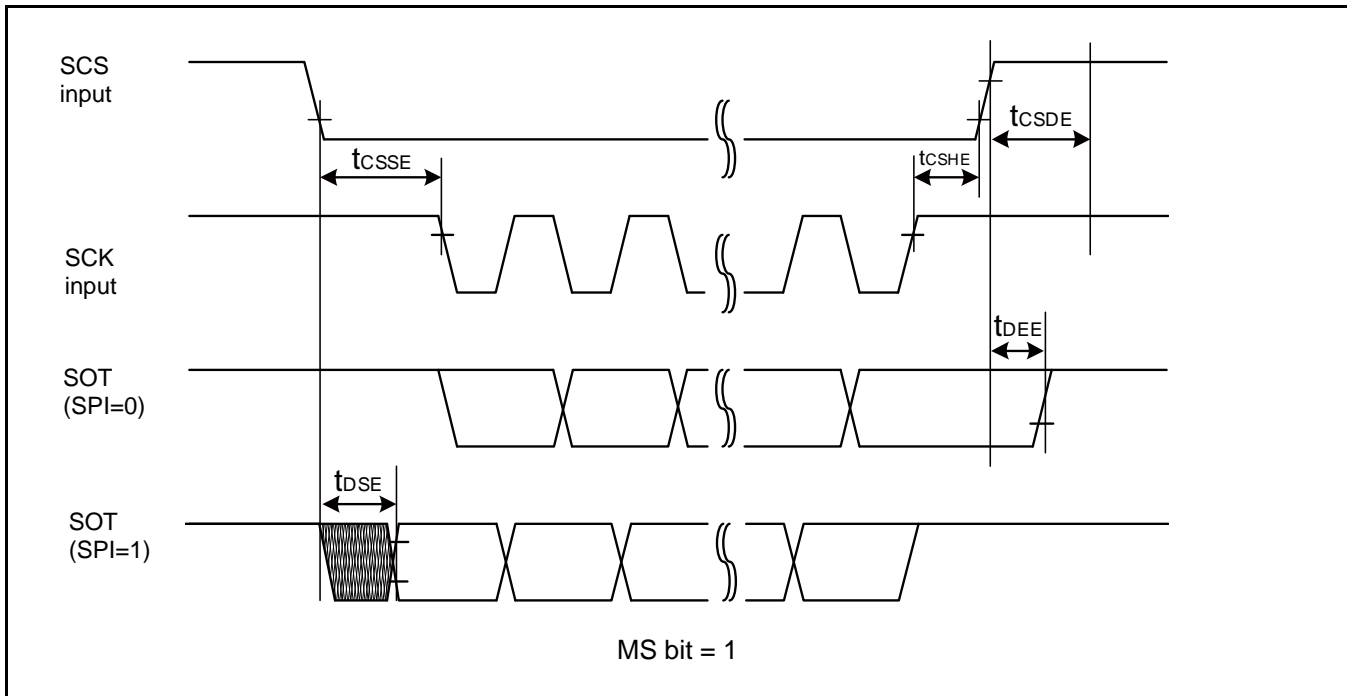 SCS
input
tCSDE
tCSSE
tCSHE
SCK
input
tDEE
SOT
(SPI=0)
tDSE
SOT
(SPI=1)
MS bit = 1